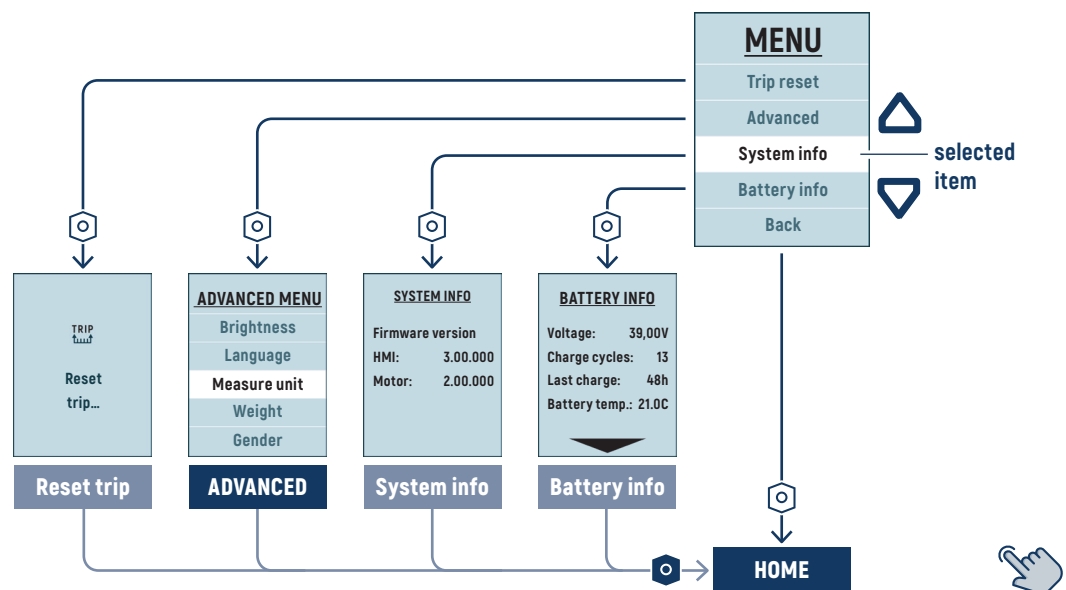 MENU
Trip reset
Advanced
System info
Battery info
Back
selected
item
TRIP
Reset
trip...
ADVANCED MENU
Brightness
Language
Measure unit
Weight
Gender
SYSTEM INFO
Firmware version
HMI: 3.00.000
Motor: 2.00.000
BATTERY INFO
Voltage: 39,00V
Charge cycles: 13
Last charge: 48h
Battery temp.: 21.0C
Reset trip
ADVANCED
System info
Battery info
HOME